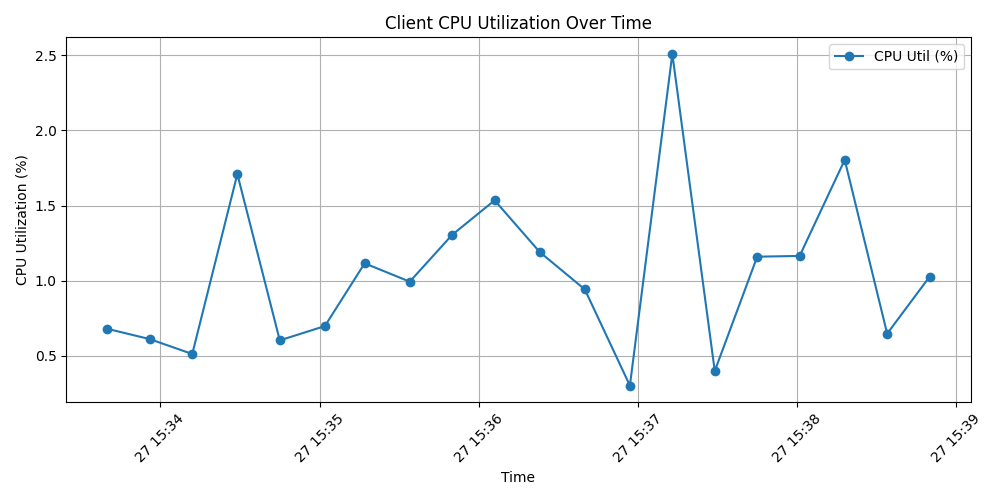 Client CPU Utilization Over Time
CPU Util (%)
CPU Utilization (%)
2.5
2.0
1.5
1.0
0.5
27 15:34
27 15:35
27 15:36
27 15:37
27 15:38
27 15:39
Time